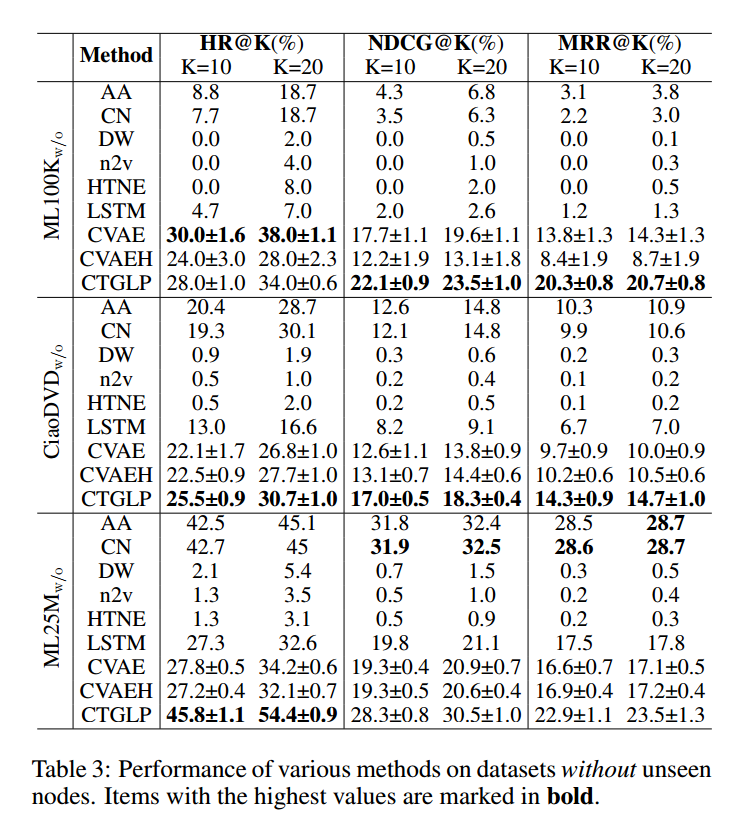 Method HR@K(%) NDCG@K(%) MRR@K(%)
K=10 K=20 K=10 K=20 K=10 K=20
ML100Kw/o
AA 8.8 18.7 4.3 6.8 3.1 3.8
CN 7.7 18.7 3.5 6.3 2.2 3.0
DW 0.0 2.0 0.0 0.5 0.0 0.1
n2v 0.0 4.0 0.0 1.0 0.0 0.3
HTNE 0.0 8.0 0.0 2.0 0.0 0.5
LSTM 4.7 7.0 2.0 2.6 1.2 1.3
CVAE 30.0±1.6 38.0±1.1 17.7±1.1 19.6±1.1 13.8±1.3 14.3±1.3
CVAEH 24.0±3.0 28.0±2.3 12.2±1.9 13.1±1.8 8.4±1.9 8.7±1.9
CTGLP 28.0±1.0 34.0±0.6 22.1±0.9 23.5±1.0 20.3±0.8 20.7±0.8
CiaoDVDw/o
AA 20.4 28.7 12.6 14.8 10.3 10.9
CN 19.3 30.1 12.1 14.8 9.9 10.6
DW 0.9 1.9 0.3 0.6 0.2 0.3
n2v 0.5 1.0 0.2 0.4 0.1 0.2
HTNE 0.5 2.0 0.2 0.5 0.1 0.2
LSTM 13.0 16.6 8.2 9.1 6.7 7.0
CVAE 22.1±1.7 26.8±1.0 12.6±1.1 13.8±0.9 9.7±0.9 10.0±0.9
CVAEH 22.5±0.9 27.7±1.0 13.1±0.7 14.4±0.6 10.2±0.6 10.5±0.6
CTGLP 25.5±0.9 30.7±1.0 17.0±0.5 18.3±0.4 14.3±0.9 14.7±1.0
ML25Mw/o
AA 42.5 45.1 31.8 32.4 28.5 28.7
CN 42.7 45 31.9 32.5 28.6 28.7
DW 2.1 5.4 0.7 1.5 0.3 0.5
n2v 1.3 3.5 0.5 1.0 0.2 0.4
HTNE 1.3 3.1 0.5 0.9 0.2 0.3
LSTM 27.3 32.6 19.8 21.1 17.5 17.8
CVAE 27.8±0.5 34.2±0.6 19.3±0.4 20.9±0.7 16.6±0.7 17.1±0.5
CVAEH 27.2±0.4 32.1±0.7 19.3±0.5 20.6±0.4 16.9±0.4 17.2±0.4
CTGLP 45.8±1.1 54.4±0.9 28.3±0.8 30.5±1.0 22.9±1.1 23.5±1.3
Table 3: Performance of various methods on datasets without unseen
nodes. Items with the highest values are marked in bold.